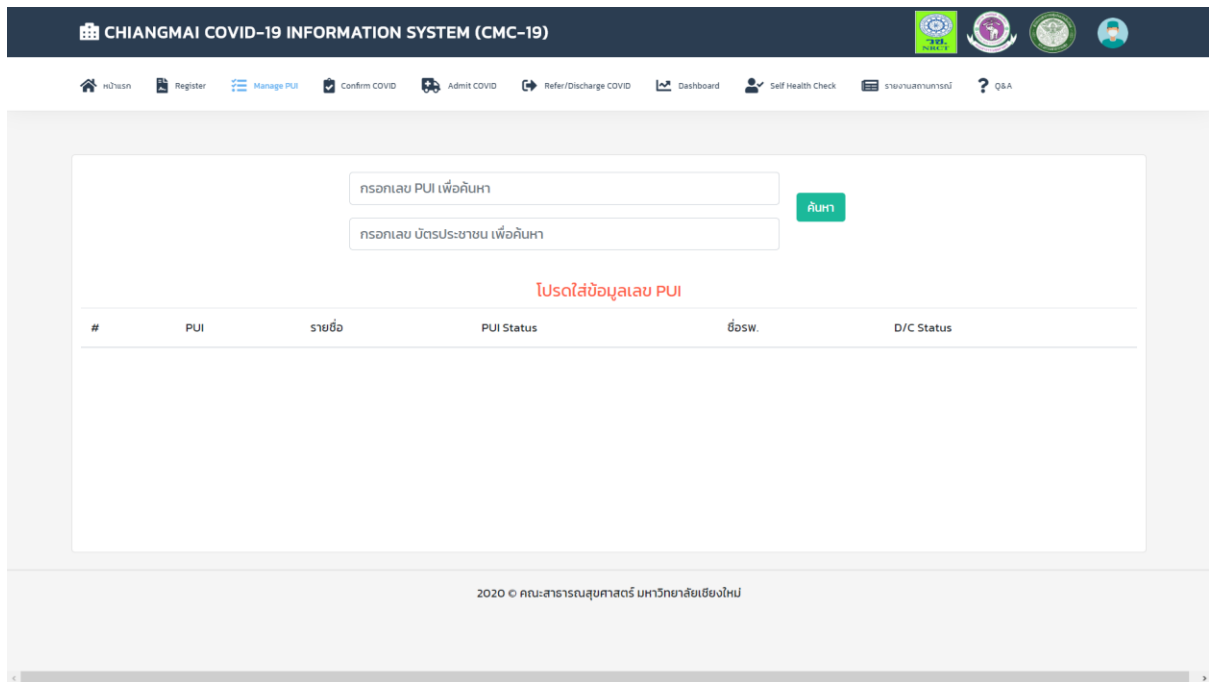 CHIANGMAI COVID-19 INFORMATION SYSTEM (CMC-19)
วช.
NRCT
หน้าแรก Register Manage PUI Confirm COVID Admit COVID Refer/Discharge COVID Dashboard Self Health Check รายงานสถานการณ์ Q&A
กรอกเลข PUI เพื่อค้นหา
ค้นหา
กรอกเลข บัตรประชาชน เพื่อค้นหา
โปรดใส่ข้อมูลเลข PUI
# PUI รายชื่อ PUI Status ชื่อรพ. D/C Status
2020 © คณะสาธารณสุขศาสตร์ มหาวิทยาลัยเชียงใหม่